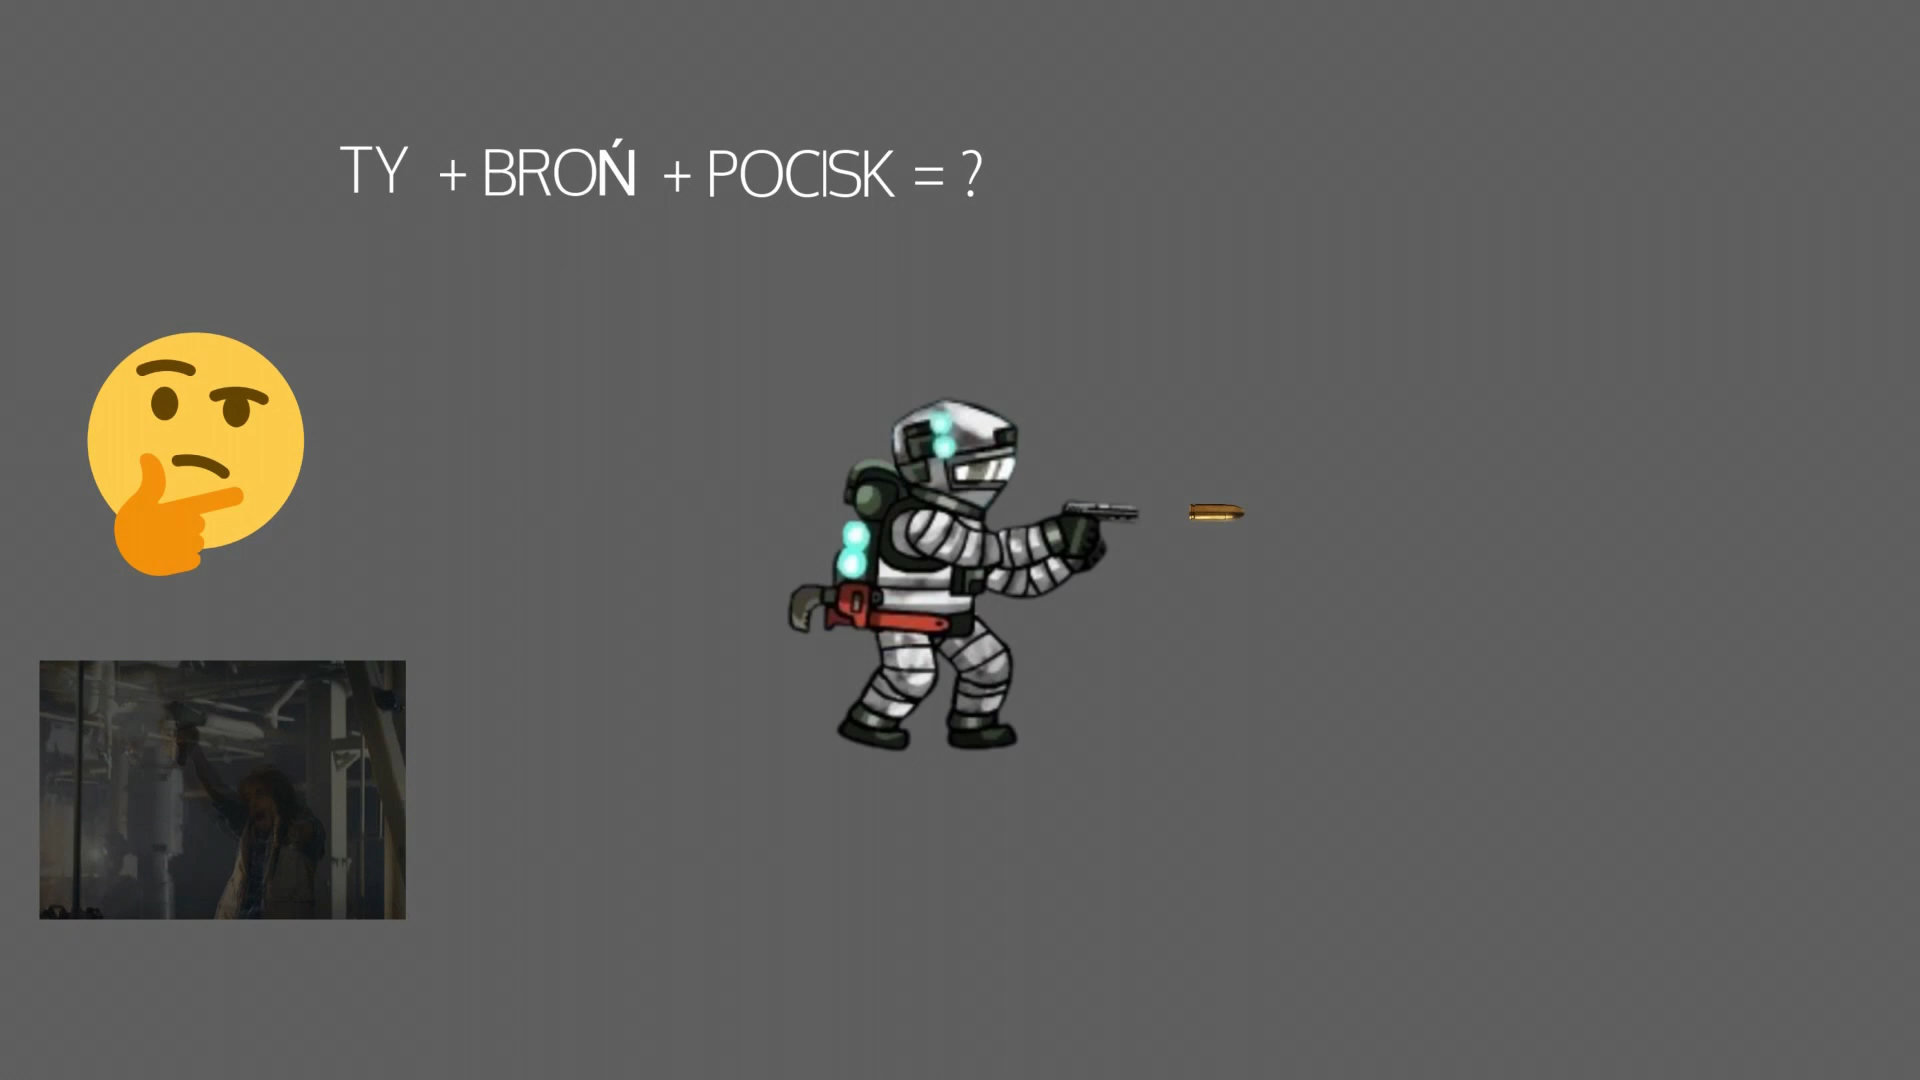 TY + BROŃ + POCISK = ?